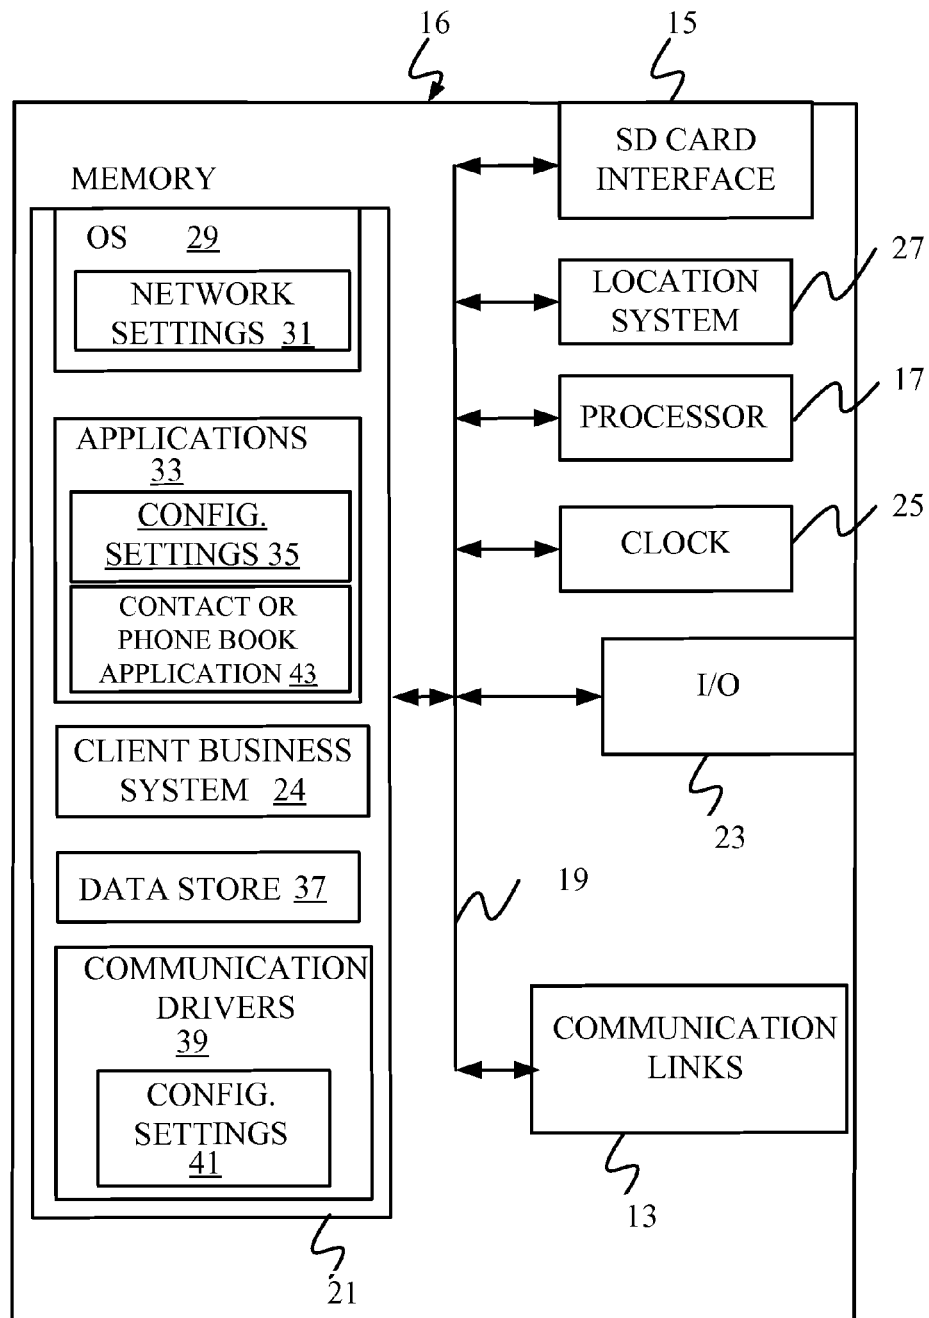 16
15
SD CARD
INTERFACE
MEMORY
OS 29
NETWORK
SETTINGS 31
27
LOCATION
SYSTEM
17
PROCESSOR
APPLICATIONS
33
CONFIG.
SETTINGS 35
25
CLOCK
CONTACT OR
PHONE BOOK
APPLICATION 43
I/O
23
CLIENT BUSINESS
SYSTEM 24
DATA STORE 37
19
COMMUNICATION
DRIVERS
39
CONFIG.
SETTINGS
41
COMMUNICATION
LINKS
13
21